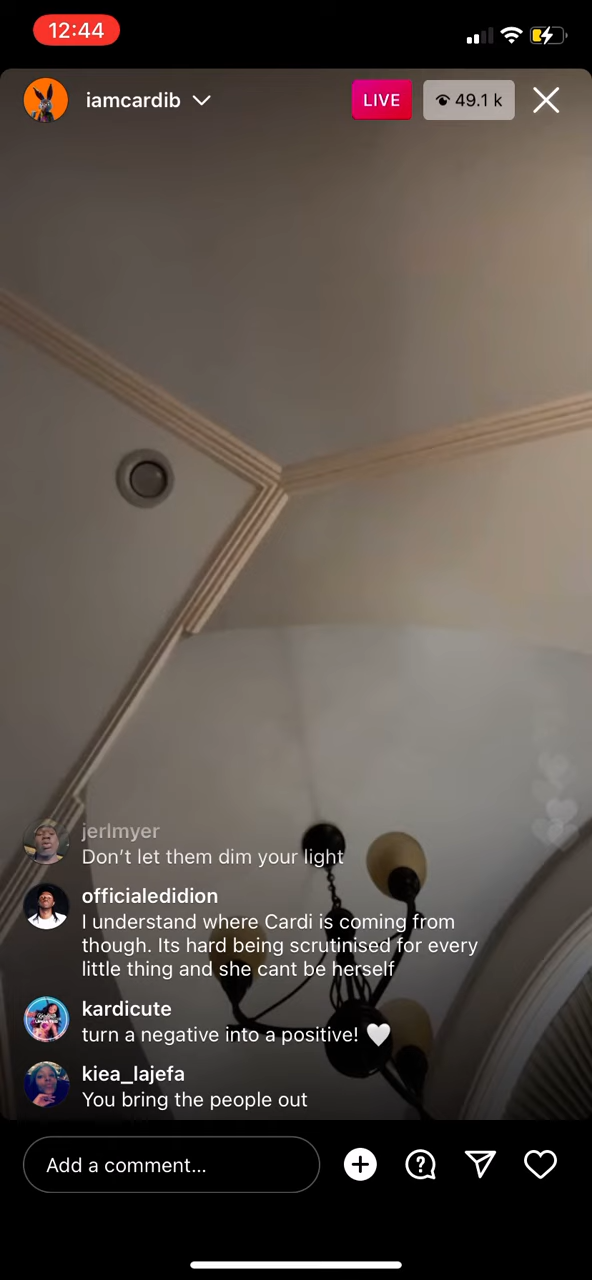 12:44
iamcardib
LIVE
49.1 k
jerlmyer
Don't let them dim your light
officialedidion
I understand where Cardi is coming from
though. Its hard being scrutinised for every
little thing and she cant be herself
kardicute
turn a negative into a positive! 🤍
kiea_lajefa
You bring the people out
Add a comment...